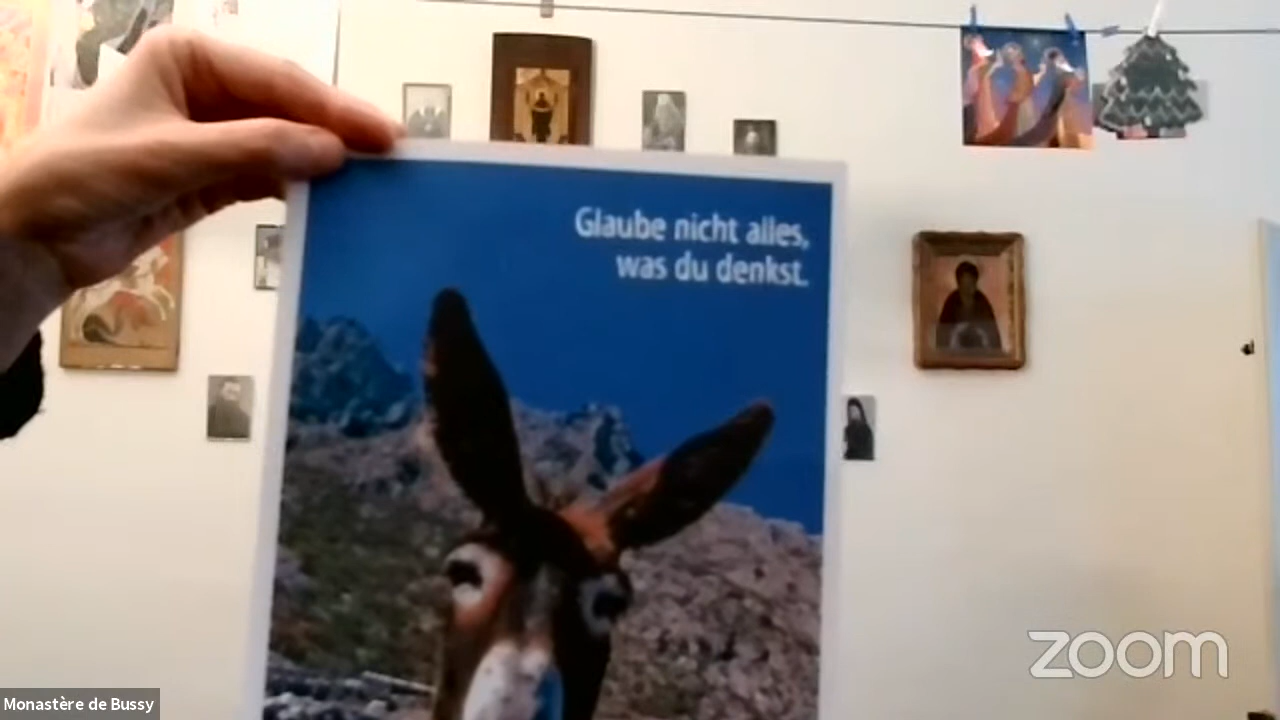 Glaube nicht alles,
was du denkst.
zoom
Monastère de Bussy